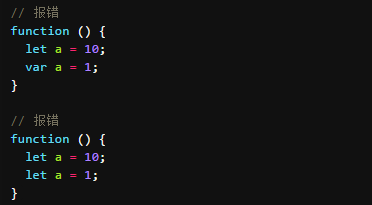 // 报错
function () {
  let a = 10;
  var a = 1;
}

// 报错
function () {
  let a = 10;
  let a = 1;
}